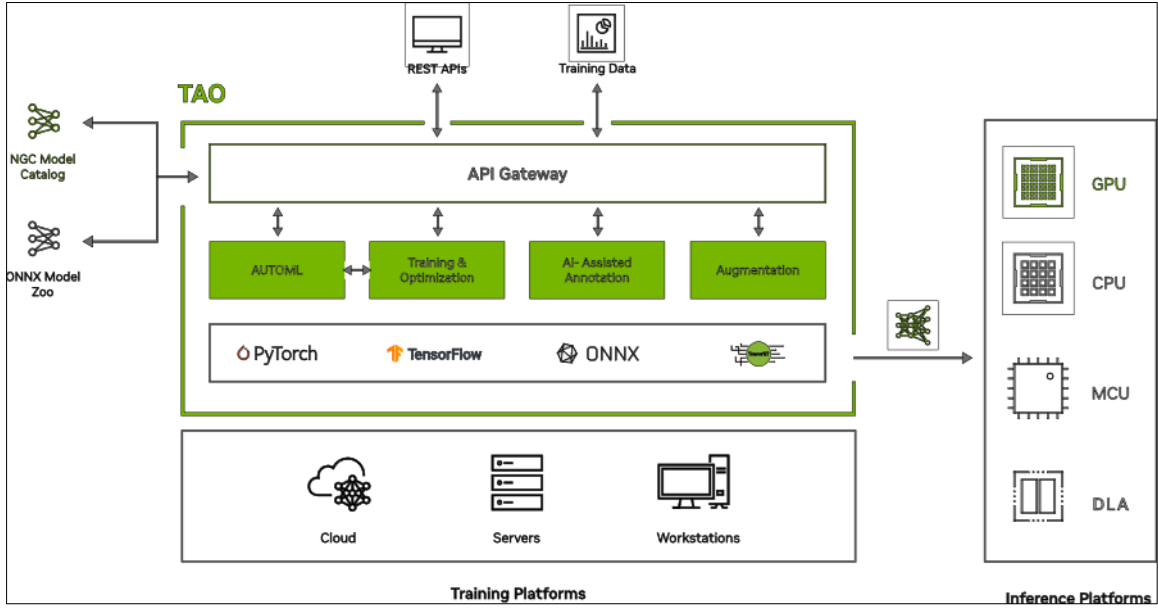 REST APIs
Training Data
TAO
NGC Model
Catalog
API Gateway
GPU
ONNX Model
Zoo
AUTOML
Training &
Optimization
AI- Assisted
Annotation
Augmentation
CPU
PyTorch
TensorFlow
ONNX
TensorRT
MCU
Cloud
Servers
Workstations
DLA
Training Platforms
Inference Platforms